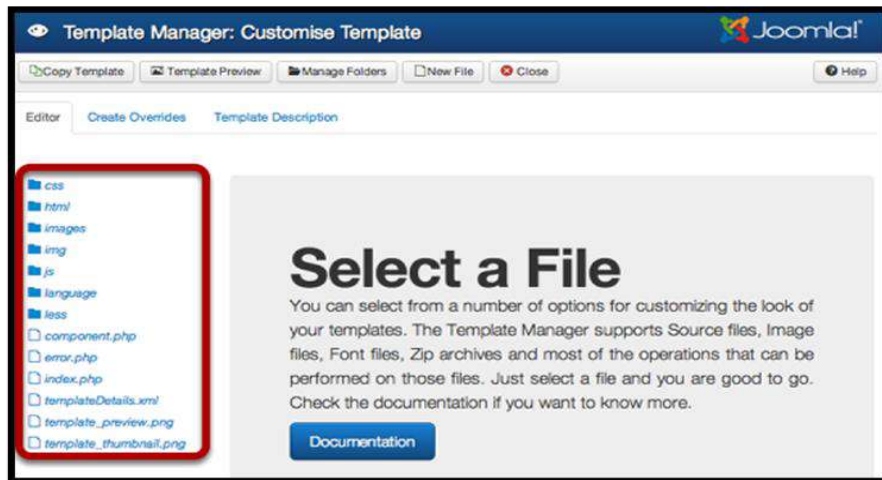 Template Manager: Customise Template
Joomla!
Copy Template
Template Preview
Manage Folders
New File
Close
Help
Editor
Create Overrides
Template Description
css
html
images
img
js
language
less
component.php
error.php
index.php
templateDetails.xml
template_preview.png
template_thumbnail.png
Select a File
You can select from a number of options for customizing the look of
your templates. The Template Manager supports Source files, Image
files, Font files, Zip archives and most of the operations that can be
performed on those files. Just select a file and you are good to go.
Check the documentation if you want to know more.
Documentation